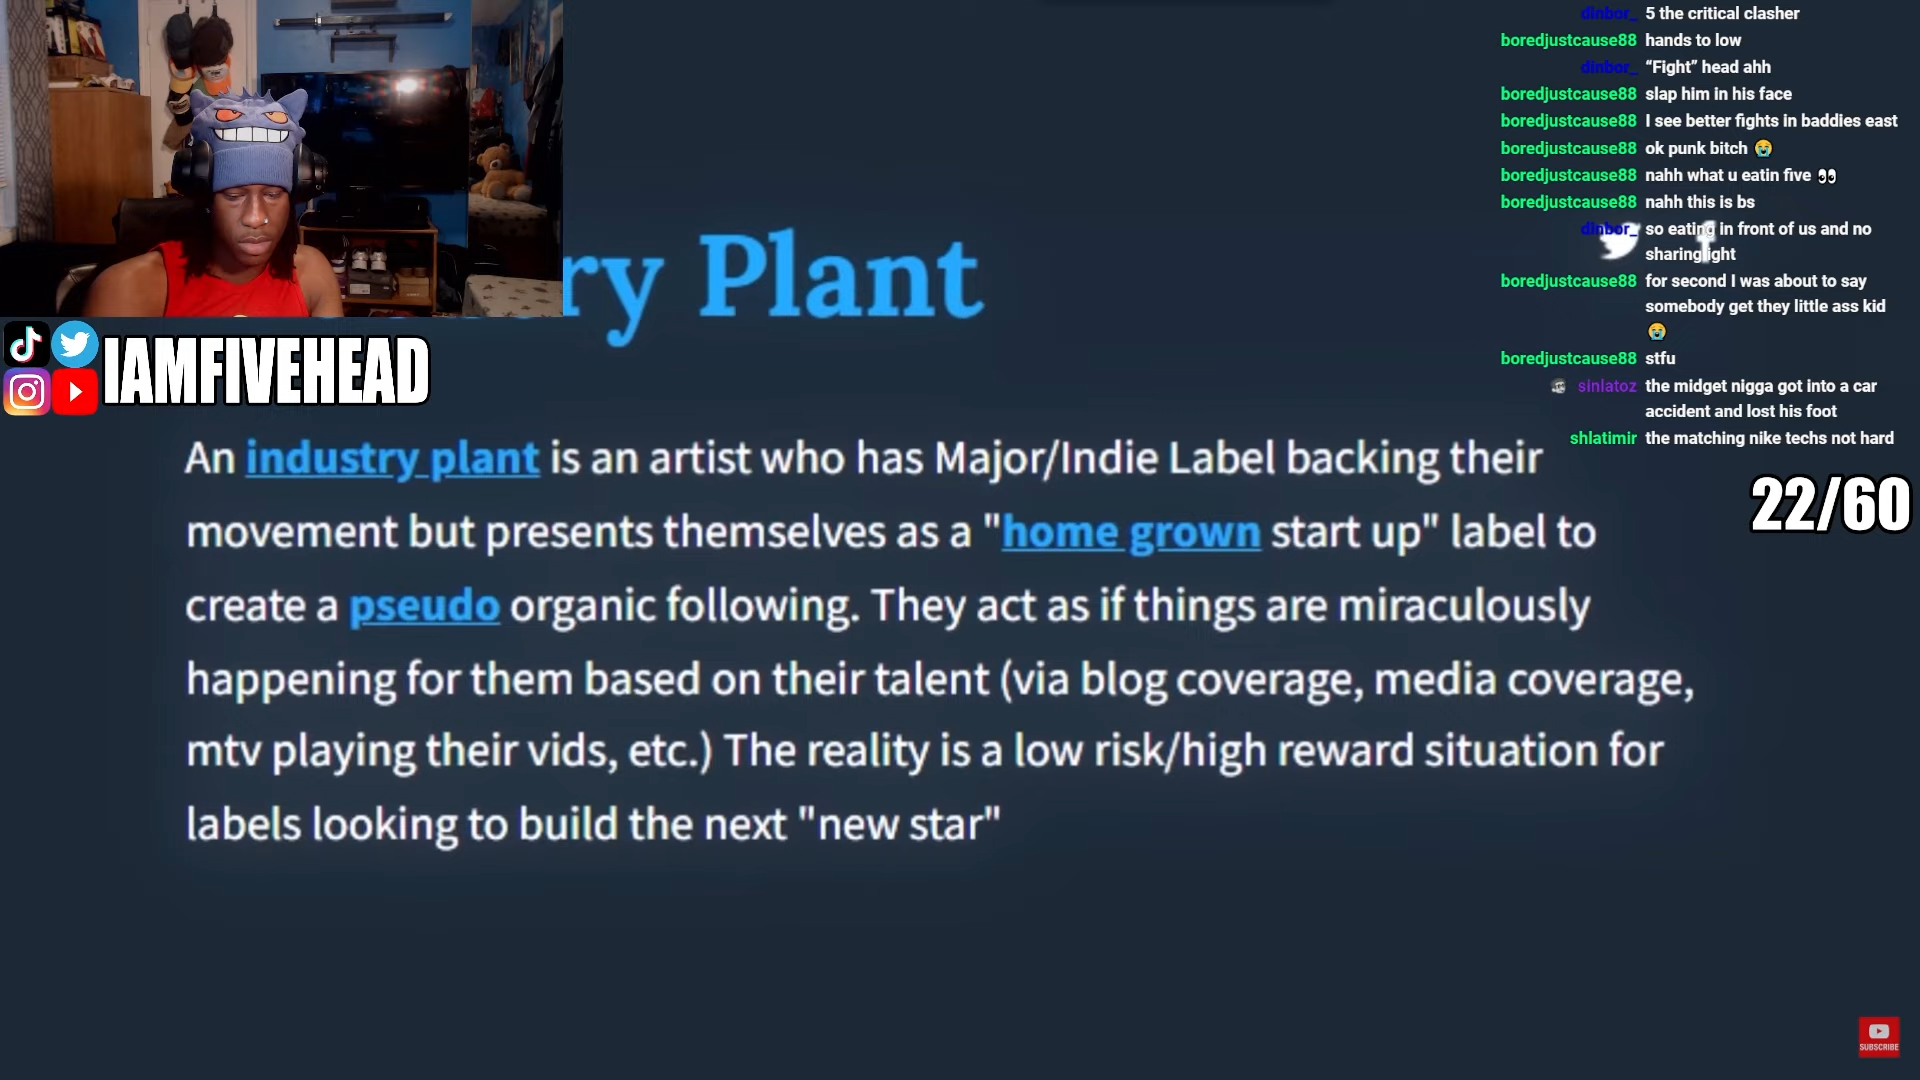 ry Plant
IAMFIVEHEAD
An industry plant is an artist who has Major/Indie Label backing their
movement but presents themselves as a "home grown start up" label to
create a pseudo organic following. They act as if things are miraculously
happening for them based on their talent (via blog coverage, media coverage,
mtv playing their vids, etc.) The reality is a low risk/high reward situation for
labels looking to build the next "new star"
dinbor_ 5 the critical clasher
boredjustcause88 hands to low
dinbor_ “Fight” head ahh
boredjustcause88 slap him in his face
boredjustcause88 I see better fights in baddies east
boredjustcause88 ok punk bitch 😭
boredjustcause88 nahh what u eatin five 👀
boredjustcause88 nahh this is bs
dinbor_ so eating in front of us and no
sharing ight
boredjustcause88 for second I was about to say
somebody get they little ass kid
😭
boredjustcause88 stfu
sinlatoz the midget nigga got into a car
accident and lost his foot
shlatimir the matching nike techs not hard
22/60
SUBSCRIBE